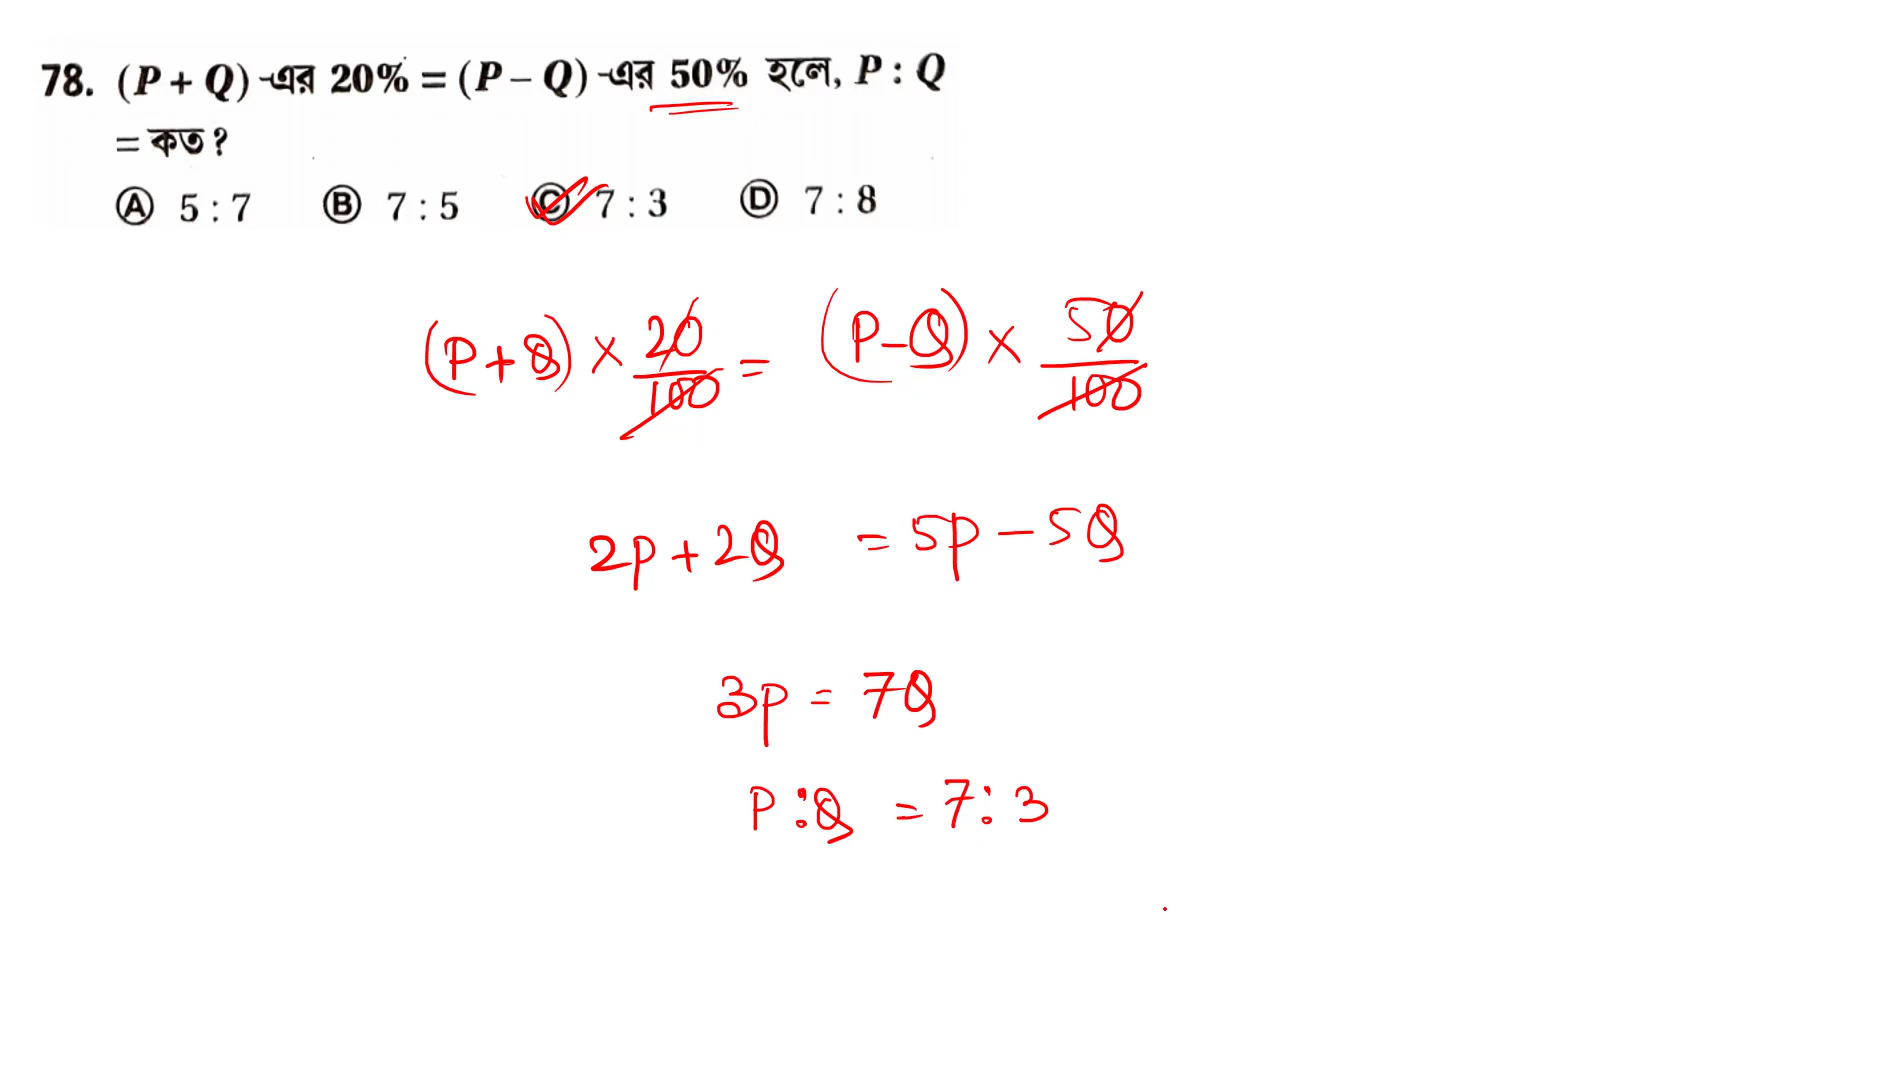 78. (P + Q) -এর 20% = (P – Q) -এর 50% হলে, P : Q
= কত ?
Ⓐ 5 : 7 Ⓑ 7 : 5 Ⓒ 7 : 3 Ⓓ 7 : 8
(P+Q) × 20/100 = (P-Q) × 50/100
2P + 2Q = 5P - 5Q
3P = 7Q
P : Q = 7 : 3